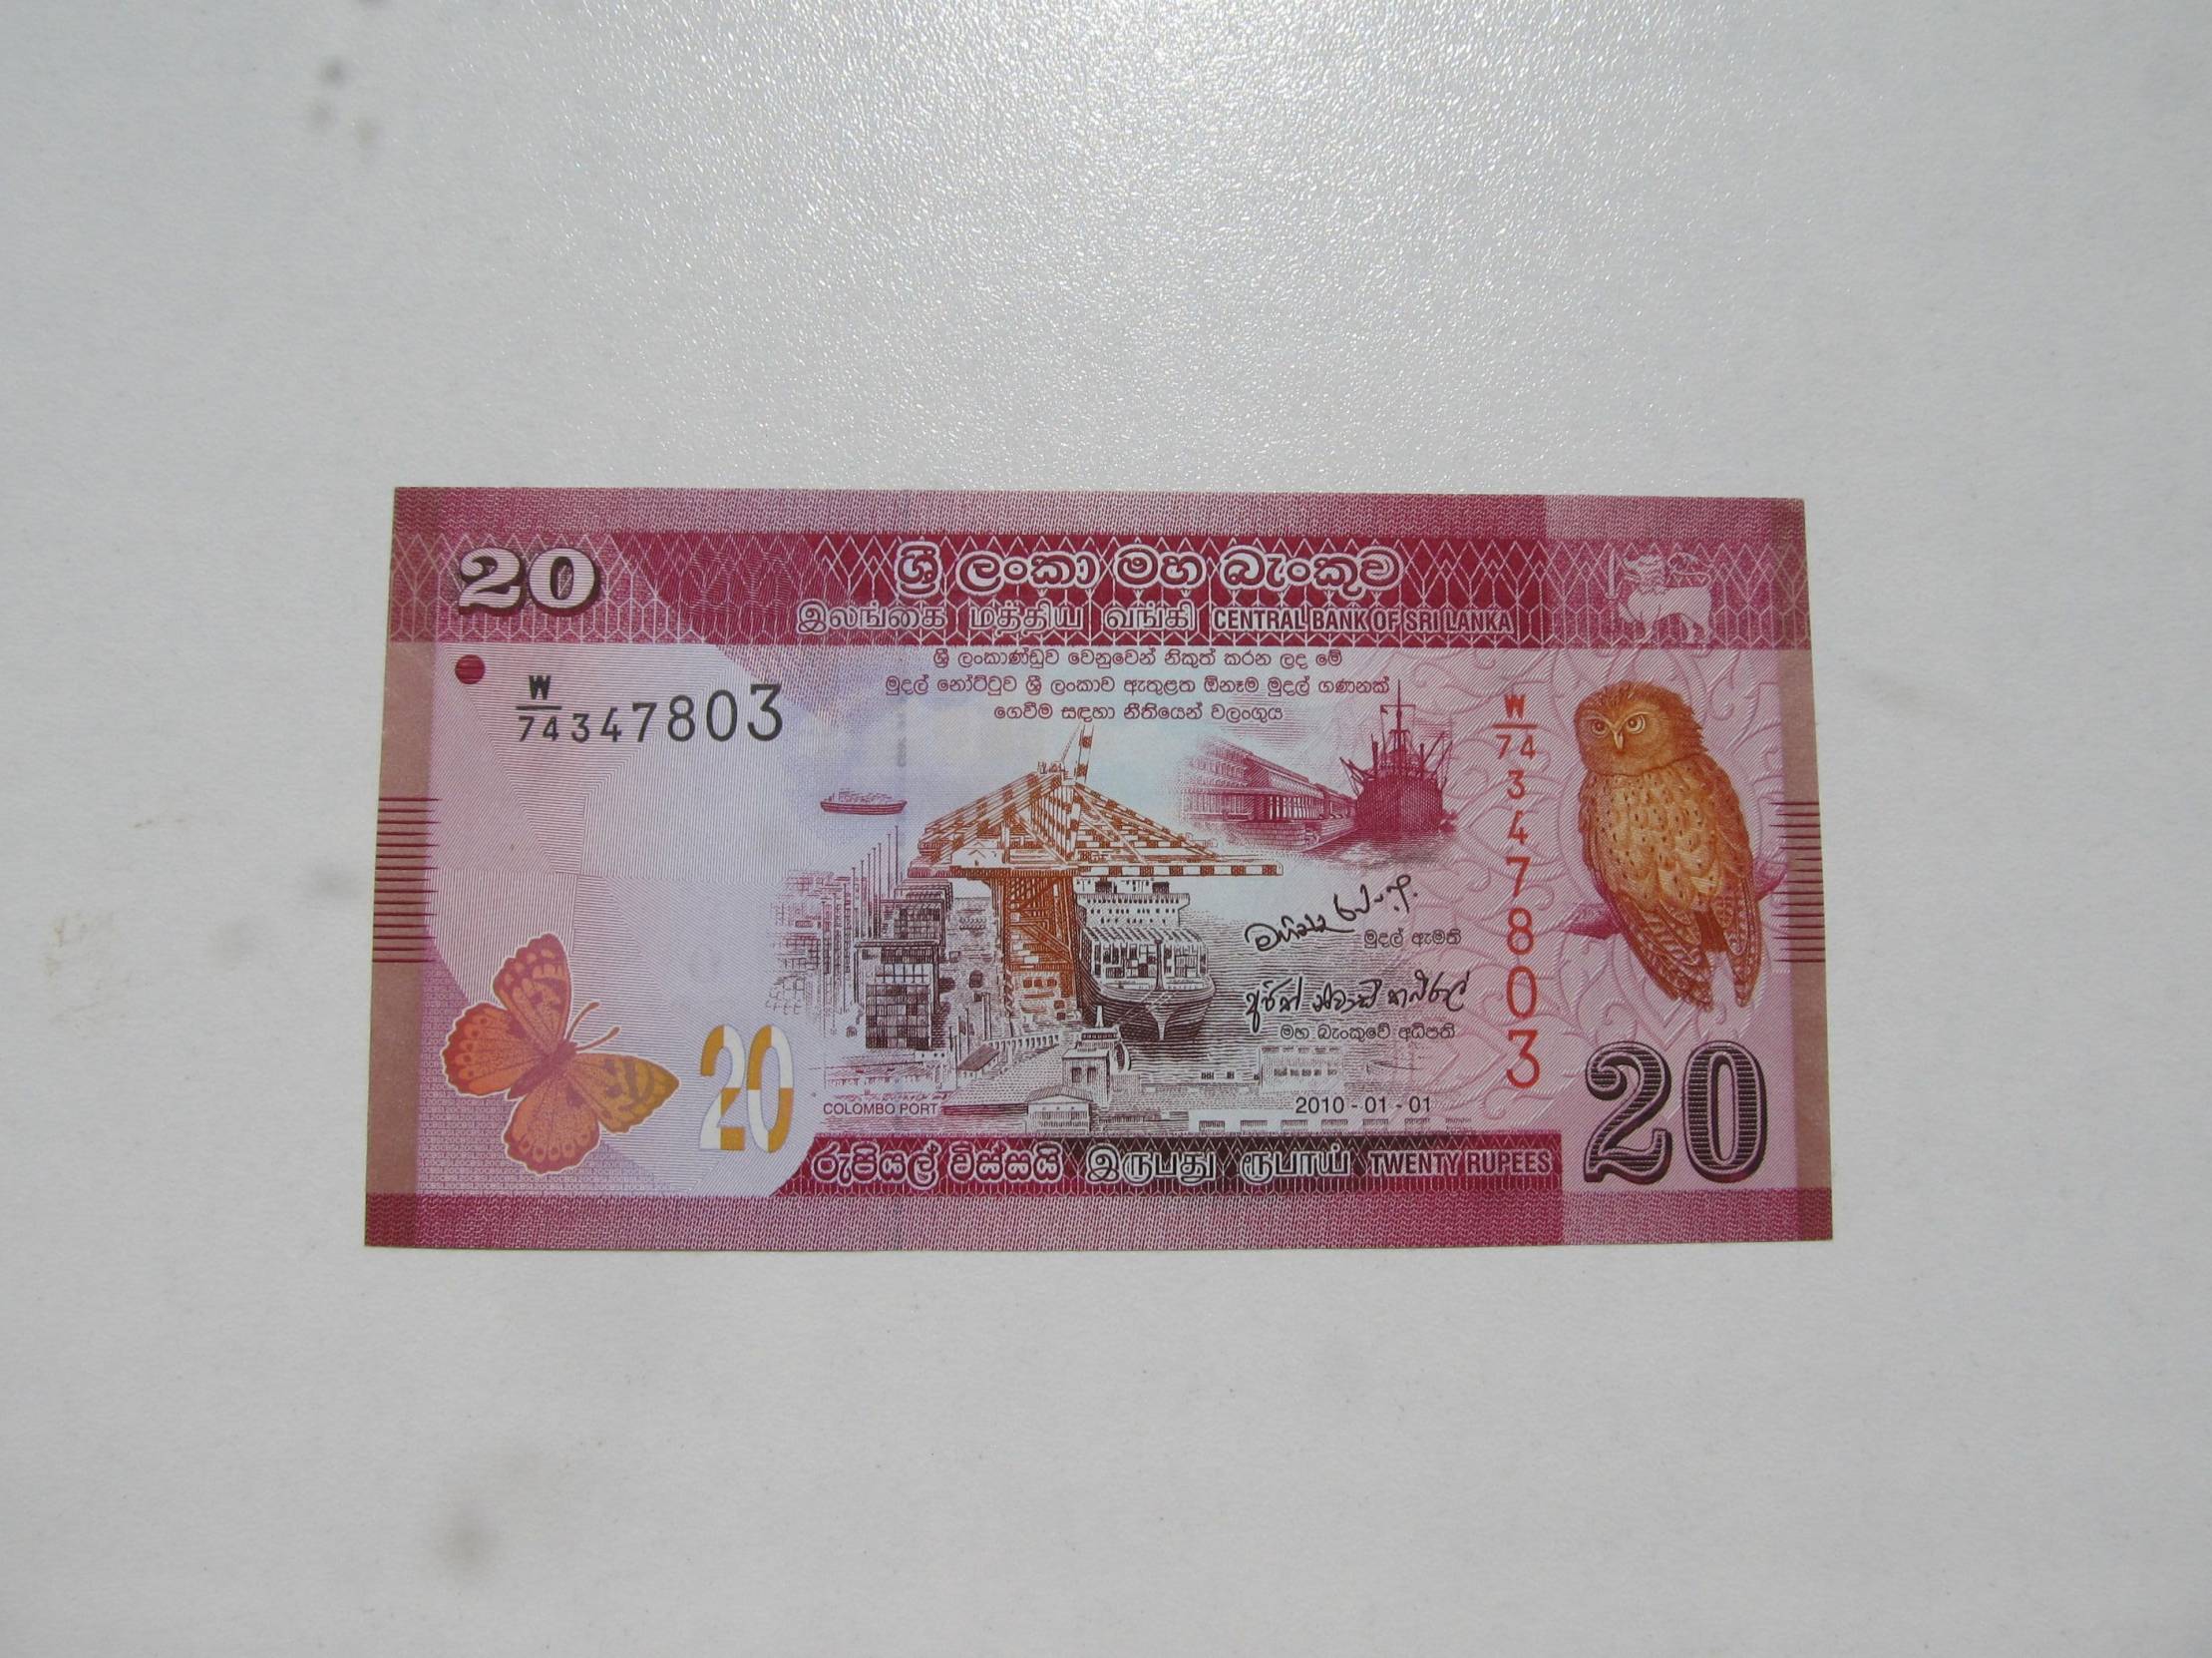 20
ශ්‍රී ලංකා මහ බැංකුව
இலங்கை மத்திய வங்கி CENTRAL BANK OF SRI LANKA
ශ්‍රී ලංකාණ්ඩුව වෙනුවෙන් නිකුත් කරන ලද මේ
මුදල් නෝට්ටුව ශ්‍රී ලංකාව ඇතුළත ඕනෑම මුදල් ගණනක්
ගෙවීම සඳහා නීතියෙන් වලංගුය
W/74 347803
W/74 347803
මුදල් ඇමති
මහ බැංකුවේ අධිපති
20
COLOMBO PORT
2010 - 01 - 01
20
රුපියල් විස්සයි இருபது ரூபாய் TWENTY RUPEES